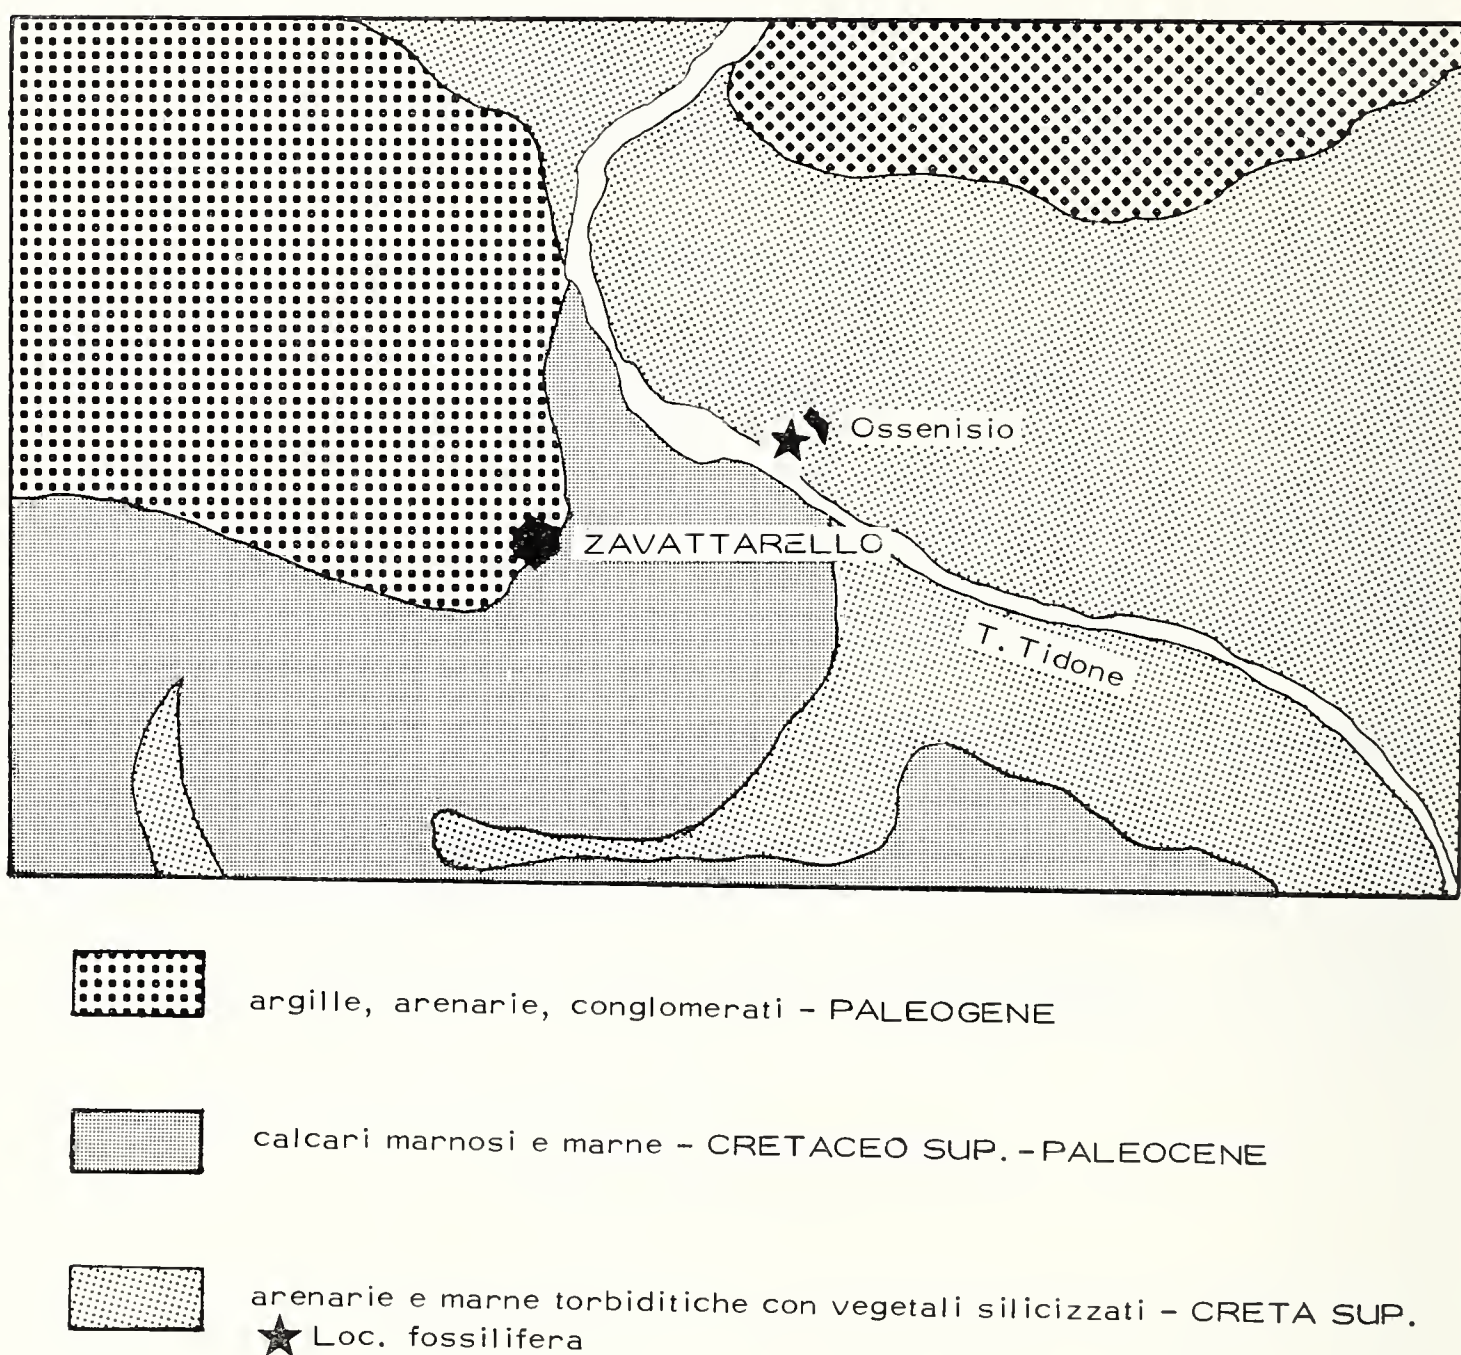 Ossenisio
ZAVATTARELLO
T. Tidone
argille, arenarie, conglomerati - PALEOGENE
calcari marnosi e marne - CRETACEO SUP. - PALEOCENE
arenarie e marne torbiditiche con vegetali silicizzati - CRETA SUP.
Loc. fossilifera